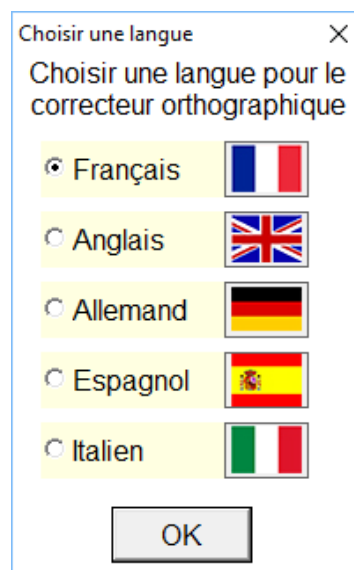 Choisir une langue
Choisir une langue pour le
correcteur orthographique
Français
Anglais
Allemand
Espagnol
Italien
OK